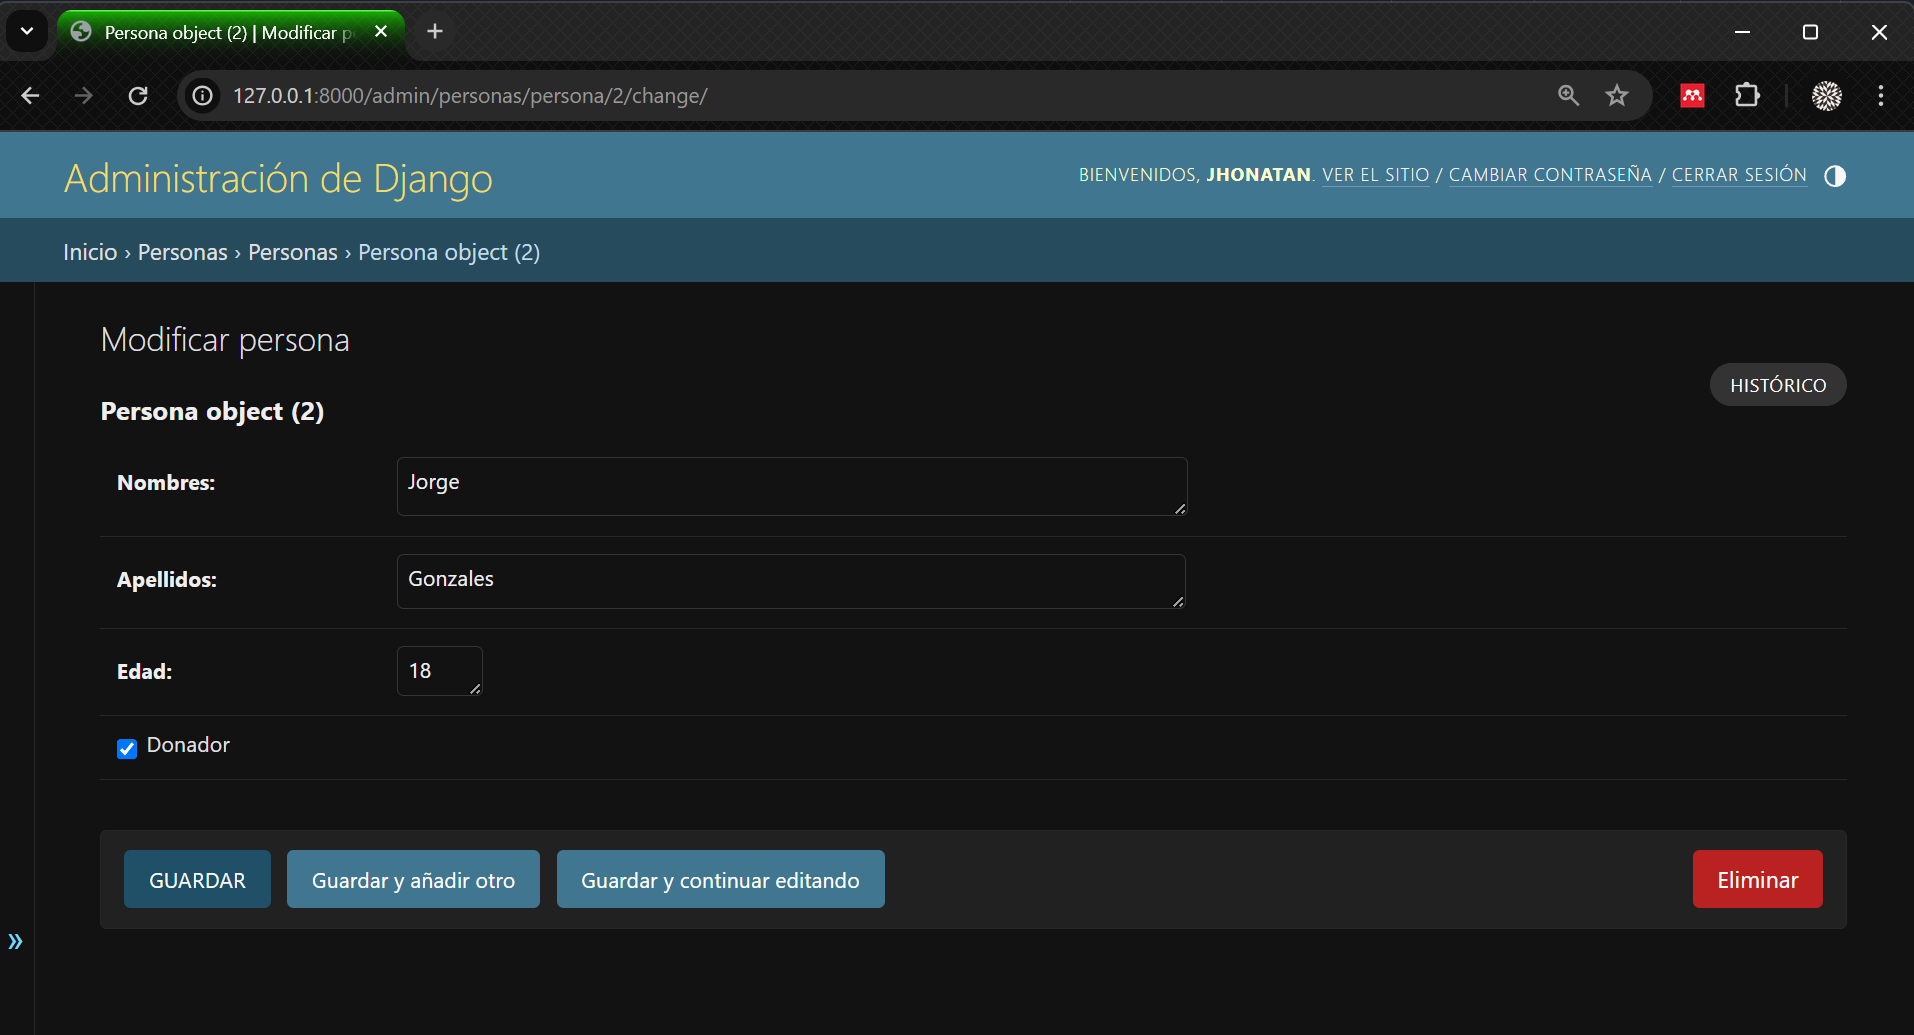 Persona object (2) | Modificar p
127.0.0.1:8000/admin/personas/persona/2/change/
Administración de Django
BIENVENIDOS, JHONATAN. VER EL SITIO / CAMBIAR CONTRASEÑA / CERRAR SESIÓN
Inicio › Personas › Personas › Persona object (2)
Modificar persona
HISTÓRICO
Persona object (2)
Nombres:
Jorge
Apellidos:
Gonzales
Edad:
18
Donador
GUARDAR
Guardar y añadir otro
Guardar y continuar editando
Eliminar
»